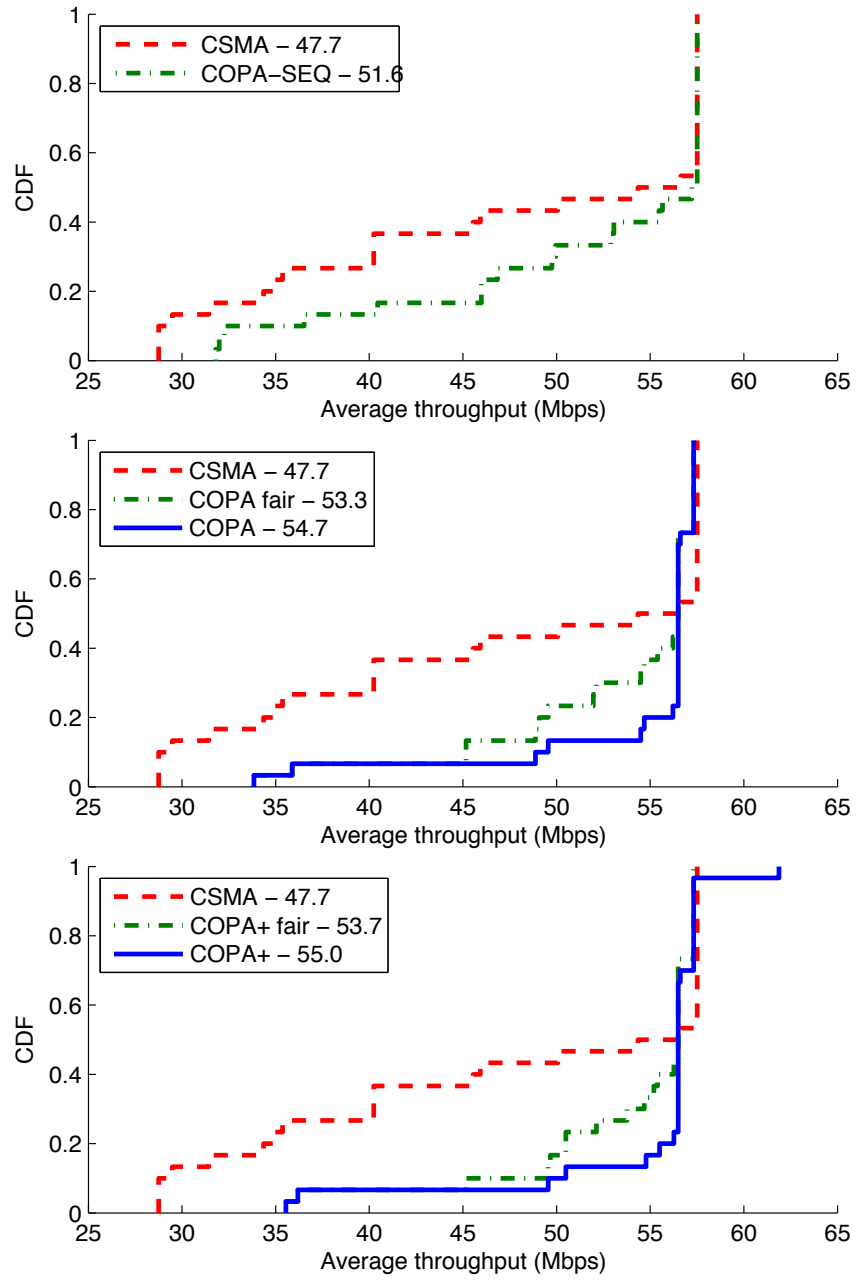 1
0.8
0.6
0.4
0.2
0
CDF
CSMA − 47.7
COPA−SEQ − 51.6
25 30 35 40 45 50 55 60 65
Average throughput (Mbps)
1
0.8
0.6
0.4
0.2
0
CDF
CSMA − 47.7
COPA fair − 53.3
COPA − 54.7
25 30 35 40 45 50 55 60 65
Average throughput (Mbps)
1
0.8
0.6
0.4
0.2
0
CDF
CSMA − 47.7
COPA+ fair − 53.7
COPA+ − 55.0
25 30 35 40 45 50 55 60 65
Average throughput (Mbps)